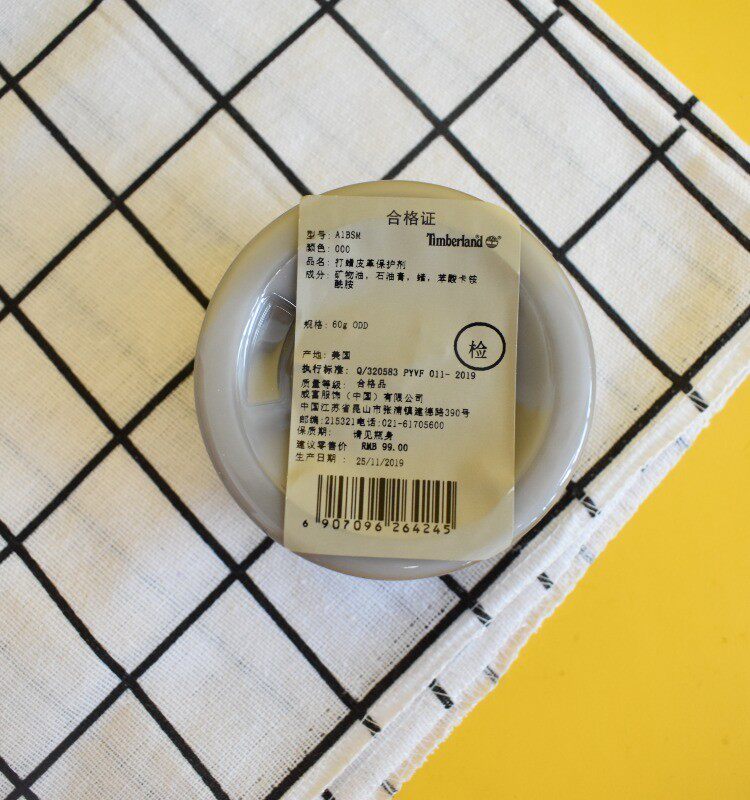 合格证
型号: A1BSM
Timberland
颜色: 000
品名: 打蜡皮革保护剂
成分: 矿物油, 石油膏, 蜡, 苯酸卡铵
酰胺
规格: 60g ODD
检
产地: 美国
执行标准: Q/320583 PYVF 011- 2019
质量等级: 合格品
威富服饰(中国)有限公司
中国江苏省昆山市张浦镇建德路390号
邮编:215321电话:021-61705600
保质期: 请见瓶身
建议零售价 RMB 99.00
生产日期: 25/11/2019
6 907096 264245